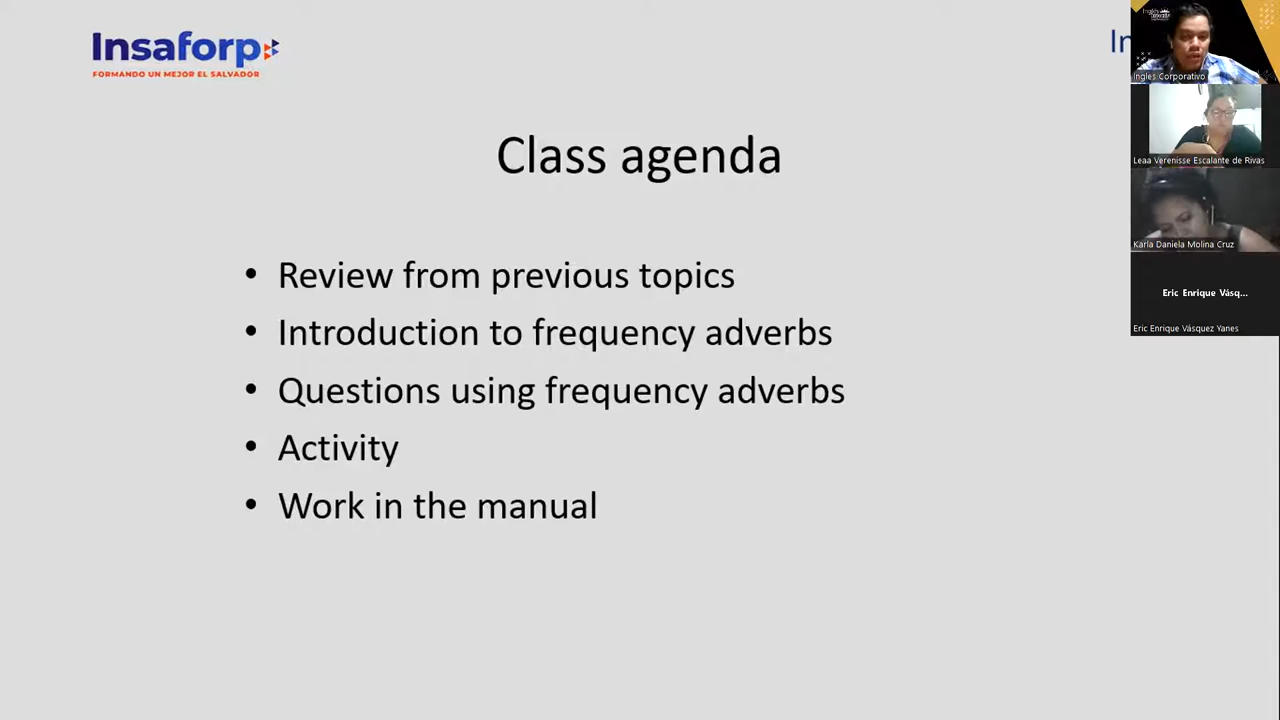 Insaforp
FORMANDO UN MEJOR EL SALVADOR
Class agenda
• Review from previous topics
• Introduction to frequency adverbs
• Questions using frequency adverbs
• Activity
• Work in the manual
Ingles Corporativo
Leaa Verenisse Escalante de Rivas
Karla Daniela Molina Cruz
Eric Enrique Vásq...
Eric Enrique Vásquez Yanes